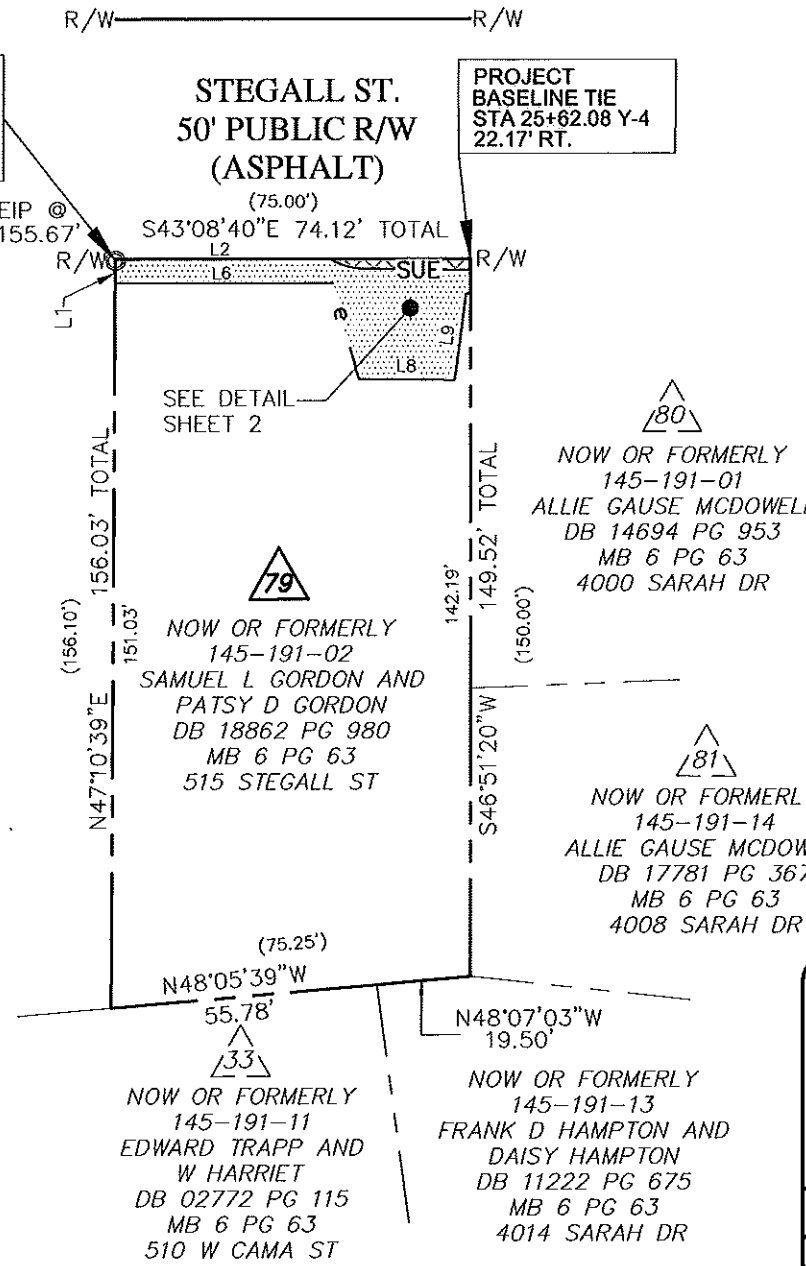 R/W
R/W
STEGALL ST.
50' PUBLIC R/W
(ASPHALT)
PROJECT
BASELINE TIE
STA 25+62.08 Y-4
22.17' RT.
EIP @
155.67'
(75.00')
S43°08'40"E 74.12' TOTAL
R/W
L2
R/W
L6
SUE
L1
e
L9
L8
SEE DETAIL
SHEET 2
156.03' TOTAL
(156.10')
151.03'
N47°10'39"E
149.52' TOTAL
142.19'
(150.00')
S46°51'20"W
79
NOW OR FORMERLY
145-191-02
SAMUEL L GORDON AND
PATSY D GORDON
DB 18862 PG 980
MB 6 PG 63
515 STEGALL ST
80
NOW OR FORMERLY
145-191-01
ALLIE GAUSE MCDOWELL
DB 14694 PG 953
MB 6 PG 63
4000 SARAH DR
81
NOW OR FORMERL
145-191-14
ALLIE GAUSE MCDOW
DB 17781 PG 367
MB 6 PG 63
4008 SARAH DR
(75.25')
N48°05'39"W
55.78'
N48°07'03"W
19.50'
33
NOW OR FORMERLY
145-191-11
EDWARD TRAPP AND
W HARRIET
DB 02772 PG 115
MB 6 PG 63
510 W CAMA ST
NOW OR FORMERLY
145-191-13
FRANK D HAMPTON AND
DAISY HAMPTON
DB 11222 PG 675
MB 6 PG 63
4014 SARAH DR